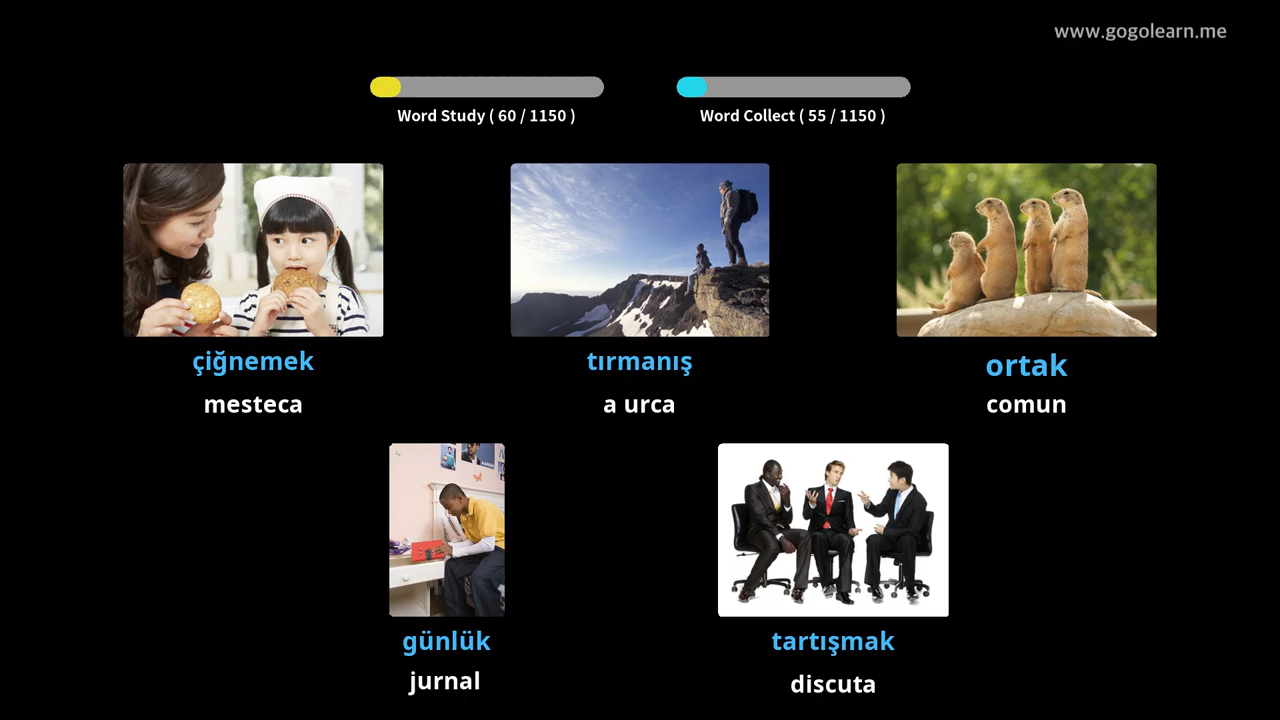 www.gogolearn.me
Word Study ( 60 / 1150 )
Word Collect ( 55 / 1150 )
çiğnemek
tırmanış
ortak
mesteca
a urca
comun
günlük
tartışmak
jurnal
discuta